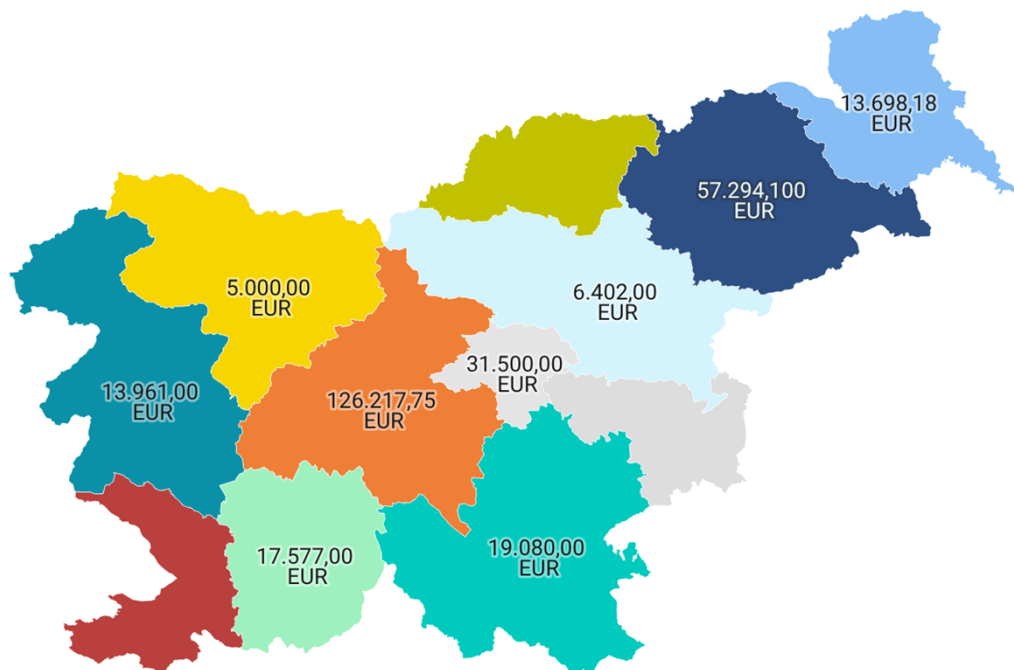 13.698,18
EUR
57.294,100
EUR
5.000,00
EUR
6.402,00
EUR
31.500,00
EUR
13.961,00
EUR
126.217,75
EUR
17.577,00
EUR
19.080,00
EUR